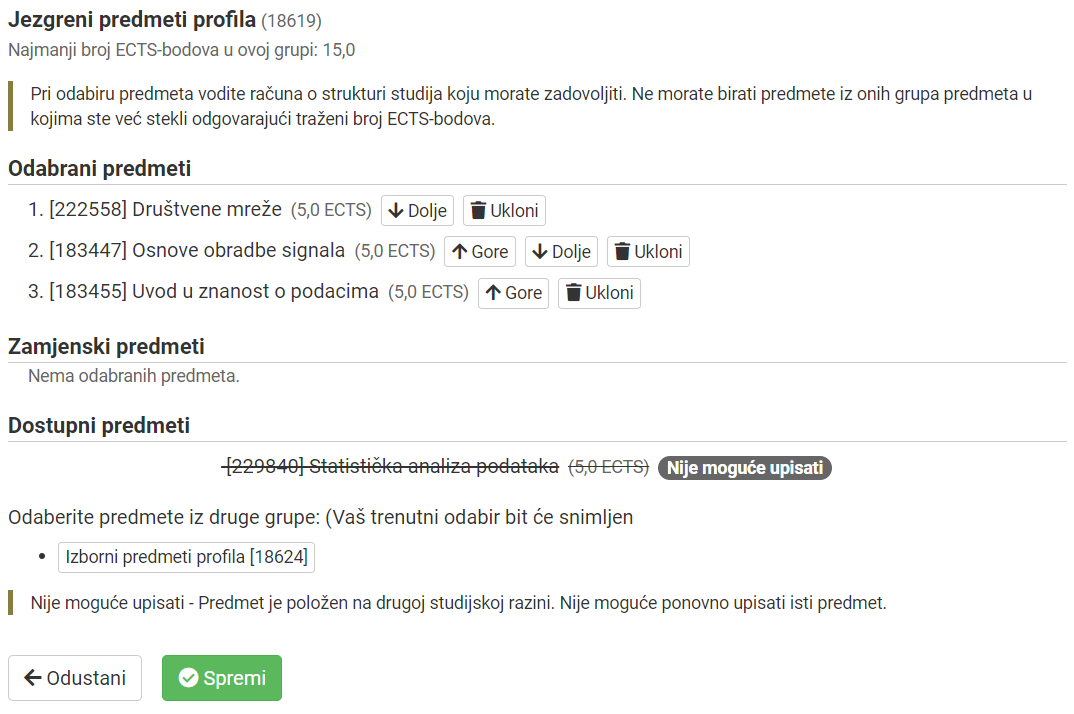 Jezgreni predmeti profila (18619)
Najmanji broj ECTS-bodova u ovoj grupi: 15,0
Pri odabiru predmeta vodite računa o strukturi studija koju morate zadovoljiti. Ne morate birati predmete iz onih grupa predmeta u
kojima ste već stekli odgovarajući traženi broj ECTS-bodova.
Odabrani predmeti
1. [222558] Društvene mreže (5,0 ECTS) Dolje Ukloni
2. [183447] Osnove obradbe signala (5,0 ECTS) Gore Dolje Ukloni
3. [183455] Uvod u znanost o podacima (5,0 ECTS) Gore Ukloni
Zamjenski predmeti
Nema odabranih predmeta.
Dostupni predmeti
[229840] Statistička analiza podataka (5,0 ECTS) Nije moguće upisati
Odaberite predmete iz druge grupe: (Vaš trenutni odabir bit će snimljen
• Izborni predmeti profila [18624]
Nije moguće upisati - Predmet je položen na drugoj studijskoj razini. Nije moguće ponovno upisati isti predmet.
Odustani Spremi